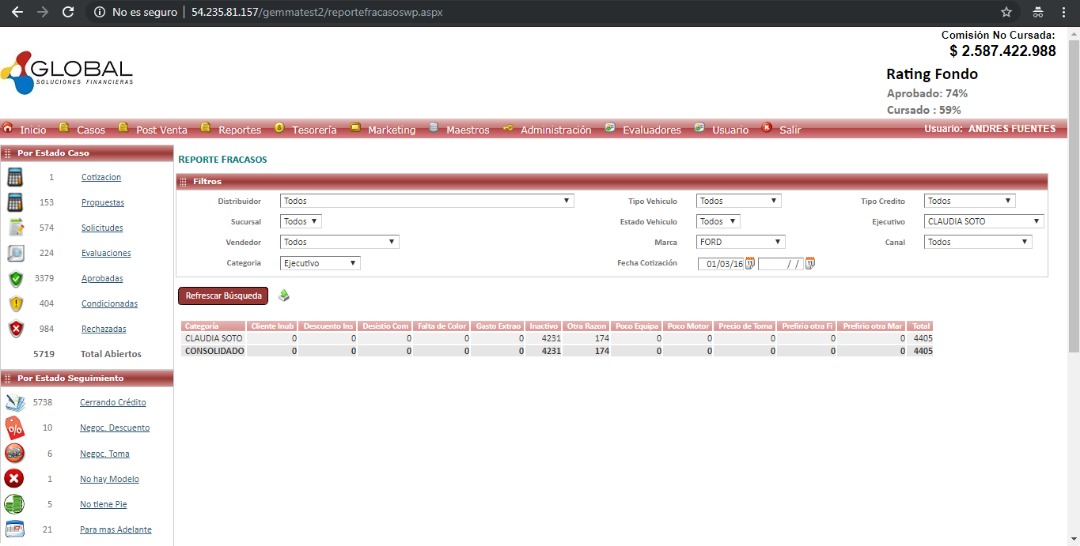 No es seguro | 54.235.81.157/gemmatest2/reportefracasoswp.aspx
GLOBAL
SOLUCIONES FINANCIERAS
Comisión No Cursada:
$ 2.587.422.988
Rating Fondo
Aprobado: 74%
Cursado : 59%
Inicio Casos Post Venta Reportes Tesorería Marketing Maestros Administración Evaluadores Usuario Salir Usuario: ANDRES FUENTES
Por Estado Caso
1 Cotizacion
153 Propuestas
574 Solicitudes
224 Evaluaciones
3379 Aprobadas
404 Condicionadas
984 Rechazadas
5719 Total Abiertos
Por Estado Seguimiento
5738 Cerrando Crédito
10 Negoc. Descuento
6 Negoc. Toma
1 No hay Modelo
5 No tiene Pie
21 Para mas Adelante
REPORTE FRACASOS
Filtros
Distribuidor Todos Tipo Vehiculo Todos Tipo Credito Todos
Sucursal Todos Estado Vehiculo Todos Ejecutivo CLAUDIA SOTO
Vendedor Todos Marca FORD Canal Todos
Categoria Ejecutivo Fecha Cotización 01/03/16 / /
Refrescar Búsqueda
Categoría Cliente Inab Descuento Ins Desistio Com Falta de Color Gasto Extrao Inactivo Otra Razon Poco Equipa Poco Motor Precio de Toma Prefirio otra Fi Prefirio otra Mar Total
CLAUDIA SOTO 0 0 0 0 0 4231 174 0 0 0 0 0 4405
CONSOLIDADO 0 0 0 0 0 4231 174 0 0 0 0 0 4405